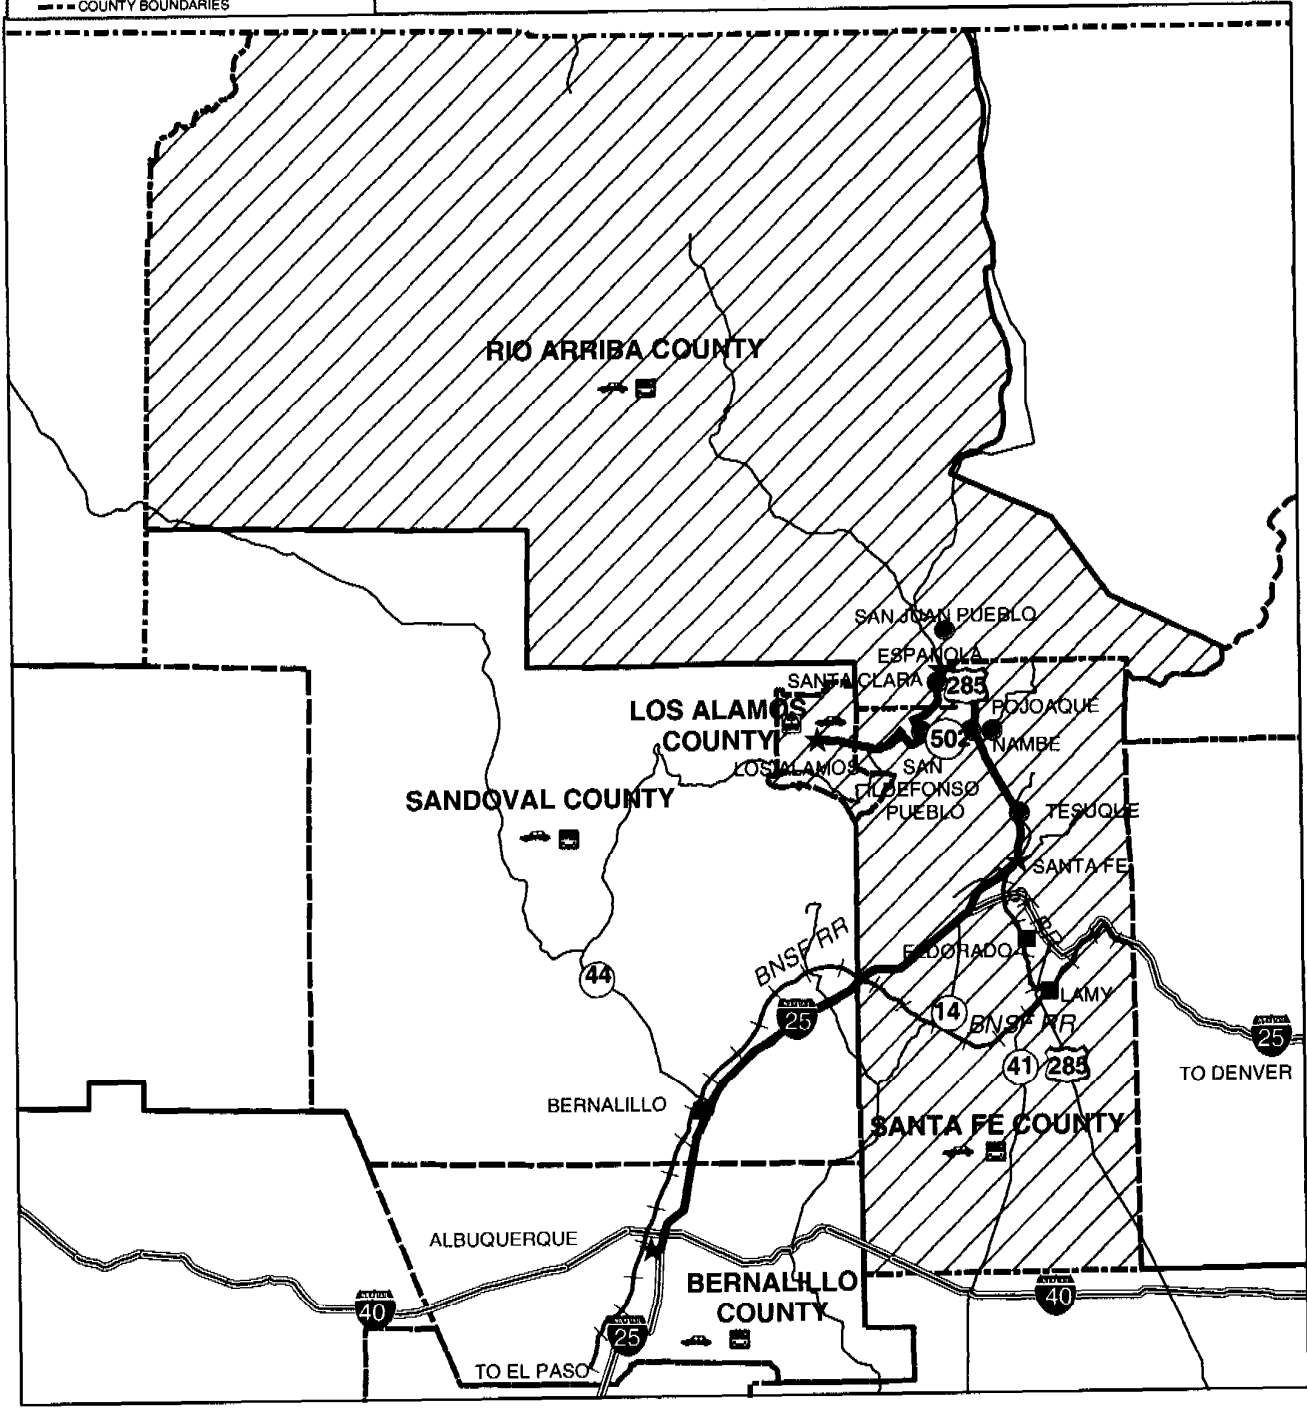 COUNTY BOUNDARIES
RIO ARRIBA COUNTY
SAN JUAN PUEBLO
ESPANOLA
SANTA CLARA
285
LOS ALAMOS
COUNTY
POJOAQUE
502
NAMBE
LOS ALAMOS
SAN
ILDEFONSO
PUEBLO
SANDOVAL COUNTY
TESUQUE
SANTA FE
BNSF RR
ELDORADO
44
LAMY
14
25
BNSF RR
25
41
285
TO DENVER
BERNALILLO
SANTA FE COUNTY
ALBUQUERQUE
BERNALILLO
COUNTY
40
40
25
TO EL PASO